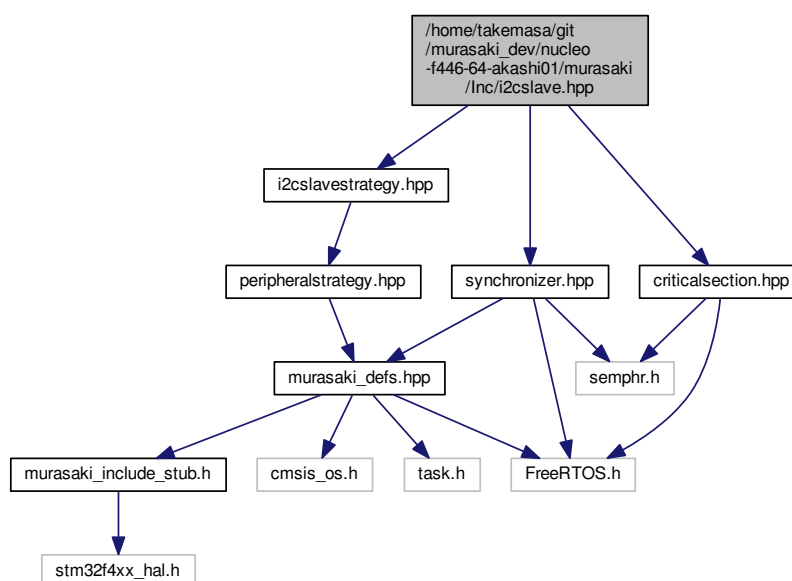 /home/takemasa/git
/murasaki_dev/nucleo
-f446-64-akashi01/murasaki
/Inc/i2cslave.hpp
i2cslavestrategy.hpp
peripheralstrategy.hpp
synchronizer.hpp
criticalsection.hpp
murasaki_defs.hpp
semphr.h
murasaki_include_stub.h
cmsis_os.h
task.h
FreeRTOS.h
stm32f4xx_hal.h